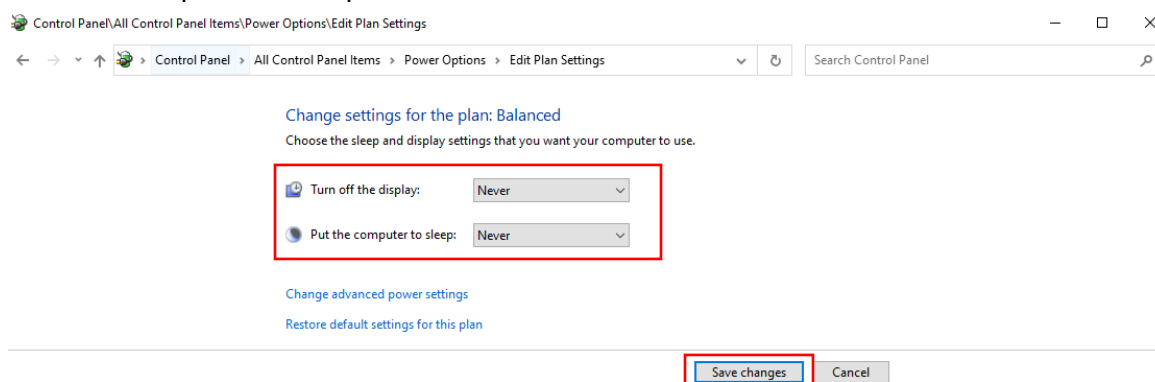 Control Panel\All Control Panel Items\Power Options\Edit Plan Settings
Control Panel > All Control Panel Items > Power Options > Edit Plan Settings
Search Control Panel
Change settings for the plan: Balanced
Choose the sleep and display settings that you want your computer to use.
Turn off the display: Never
Put the computer to sleep: Never
Change advanced power settings
Restore default settings for this plan
Save changes Cancel